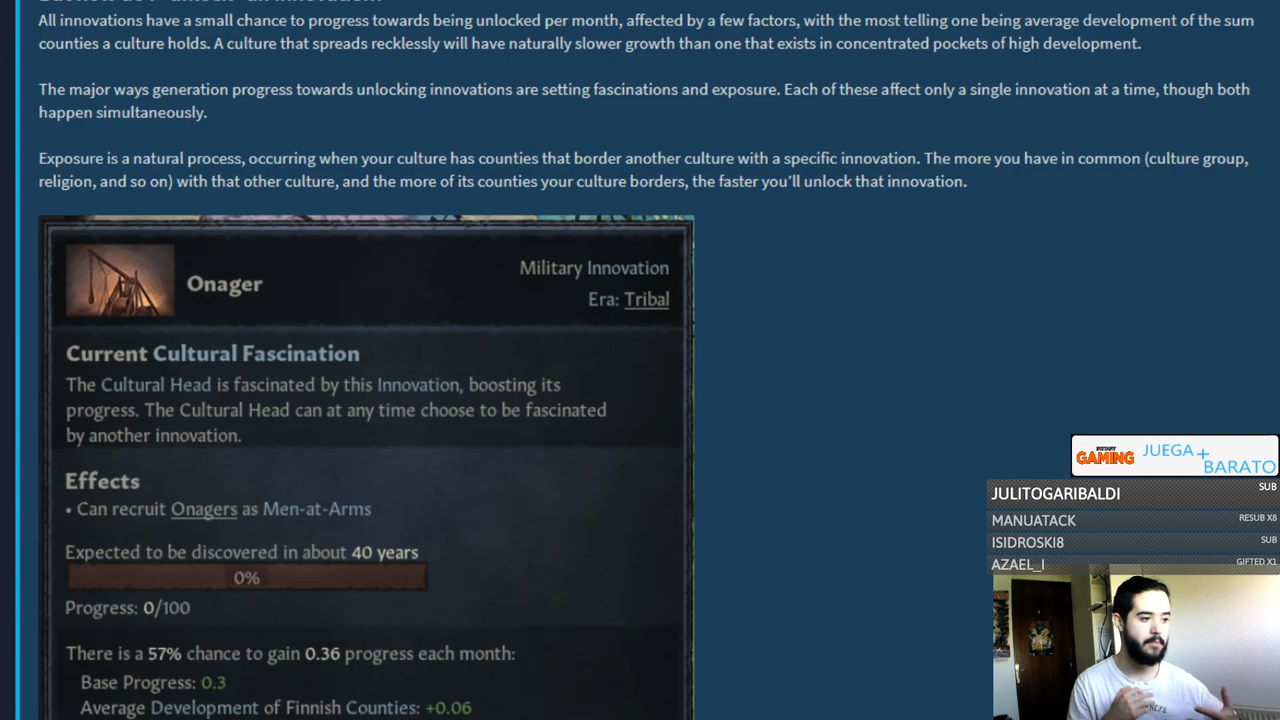 All innovations have a small chance to progress towards being unlocked per month, affected by a few factors, with the most telling one being average development of the sum
counties a culture holds. A culture that spreads recklessly will have naturally slower growth than one that exists in concentrated pockets of high development.
The major ways generation progress towards unlocking innovations are setting fascinations and exposure. Each of these affect only a single innovation at a time, though both
happen simultaneously.
Exposure is a natural process, occurring when your culture has counties that border another culture with a specific innovation. The more you have in common (culture group,
religion, and so on) with that other culture, and the more of its counties your culture borders, the faster you'll unlock that innovation.
Onager
Military Innovation
Era: Tribal
Current Cultural Fascination
The Cultural Head is fascinated by this Innovation, boosting its
progress. The Cultural Head can at any time choose to be fascinated
by another innovation.
Effects
• Can recruit Onagers as Men-at-Arms
Expected to be discovered in about 40 years
0%
Progress: 0/100
There is a 57% chance to gain 0.36 progress each month:
Base Progress: 0.3
Average Development of Finnish Counties: +0.06
GAMING
JUEGA+
BARATO
JULITOGARIBALDI SUB
MANUATACK RESUB X8
ISIDROSKI8 SUB
AZAEL_I GIFTED X1